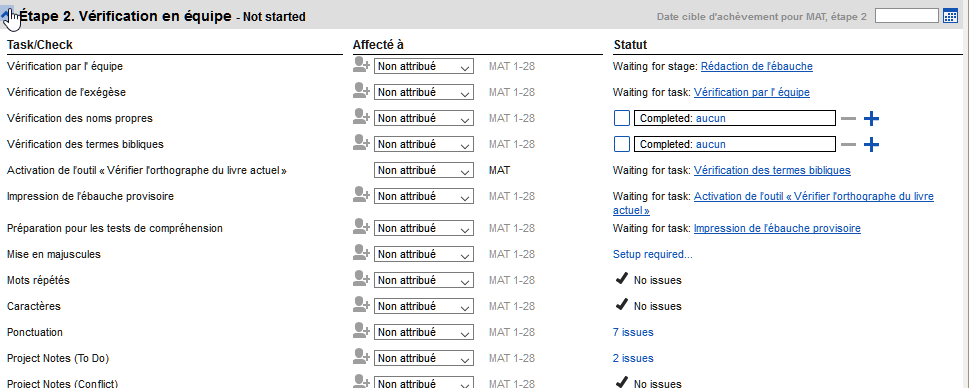 Étape 2. Vérification en équipe - Not started Date cible d'achèvement pour MAT, étape 2
Task/Check Affecté à Statut
Vérification par l' équipe Non attribué MAT 1-28 Waiting for stage: Rédaction de l'ébauche
Vérification de l'exégèse Non attribué MAT 1-28 Waiting for task: Vérification par l' équipe
Vérification des noms propres Non attribué MAT 1-28 Completed: aucun
Vérification des termes bibliques Non attribué MAT 1-28 Completed: aucun
Activation de l'outil « Vérifier l'orthographe du livre actuel » Non attribué MAT Waiting for task: Vérification des termes bibliques
Impression de l'ébauche provisoire Non attribué MAT 1-28 Waiting for task: Activation de l'outil « Vérifier l'orthographe du livre
actuel »
Préparation pour les tests de compréhension Non attribué MAT 1-28 Waiting for task: Impression de l'ébauche provisoire
Mise en majuscules Non attribué MAT 1-28 Setup required...
Mots répétés Non attribué MAT 1-28 No issues
Caractères Non attribué MAT 1-28 No issues
Ponctuation Non attribué MAT 1-28 7 issues
Project Notes (To Do) Non attribué MAT 1-28 2 issues
Project Notes (Conflict) Non attribué MAT 1-28 No issues